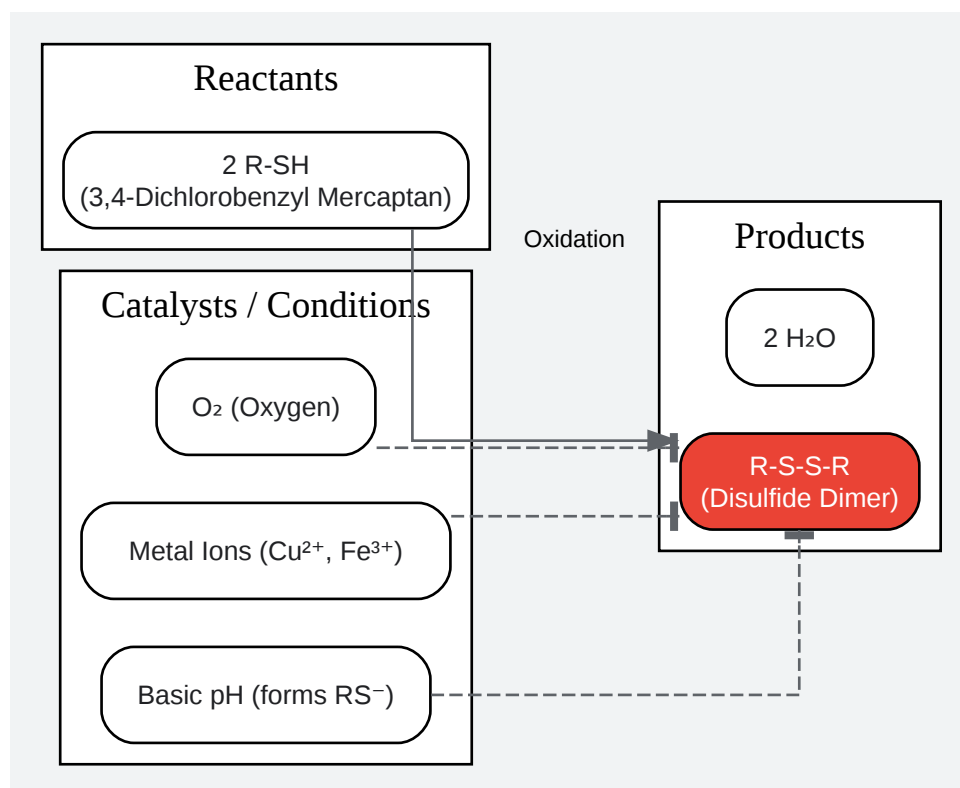 Reactants
2 R-SH
(3,4-Dichlorobenzyl Mercaptan)
Oxidation
Products
2 H₂O
R-S-S-R
(Disulfide Dimer)
Catalysts / Conditions
O₂ (Oxygen)
Metal Ions (Cu²⁺, Fe³⁺)
Basic pH (forms RS⁻)